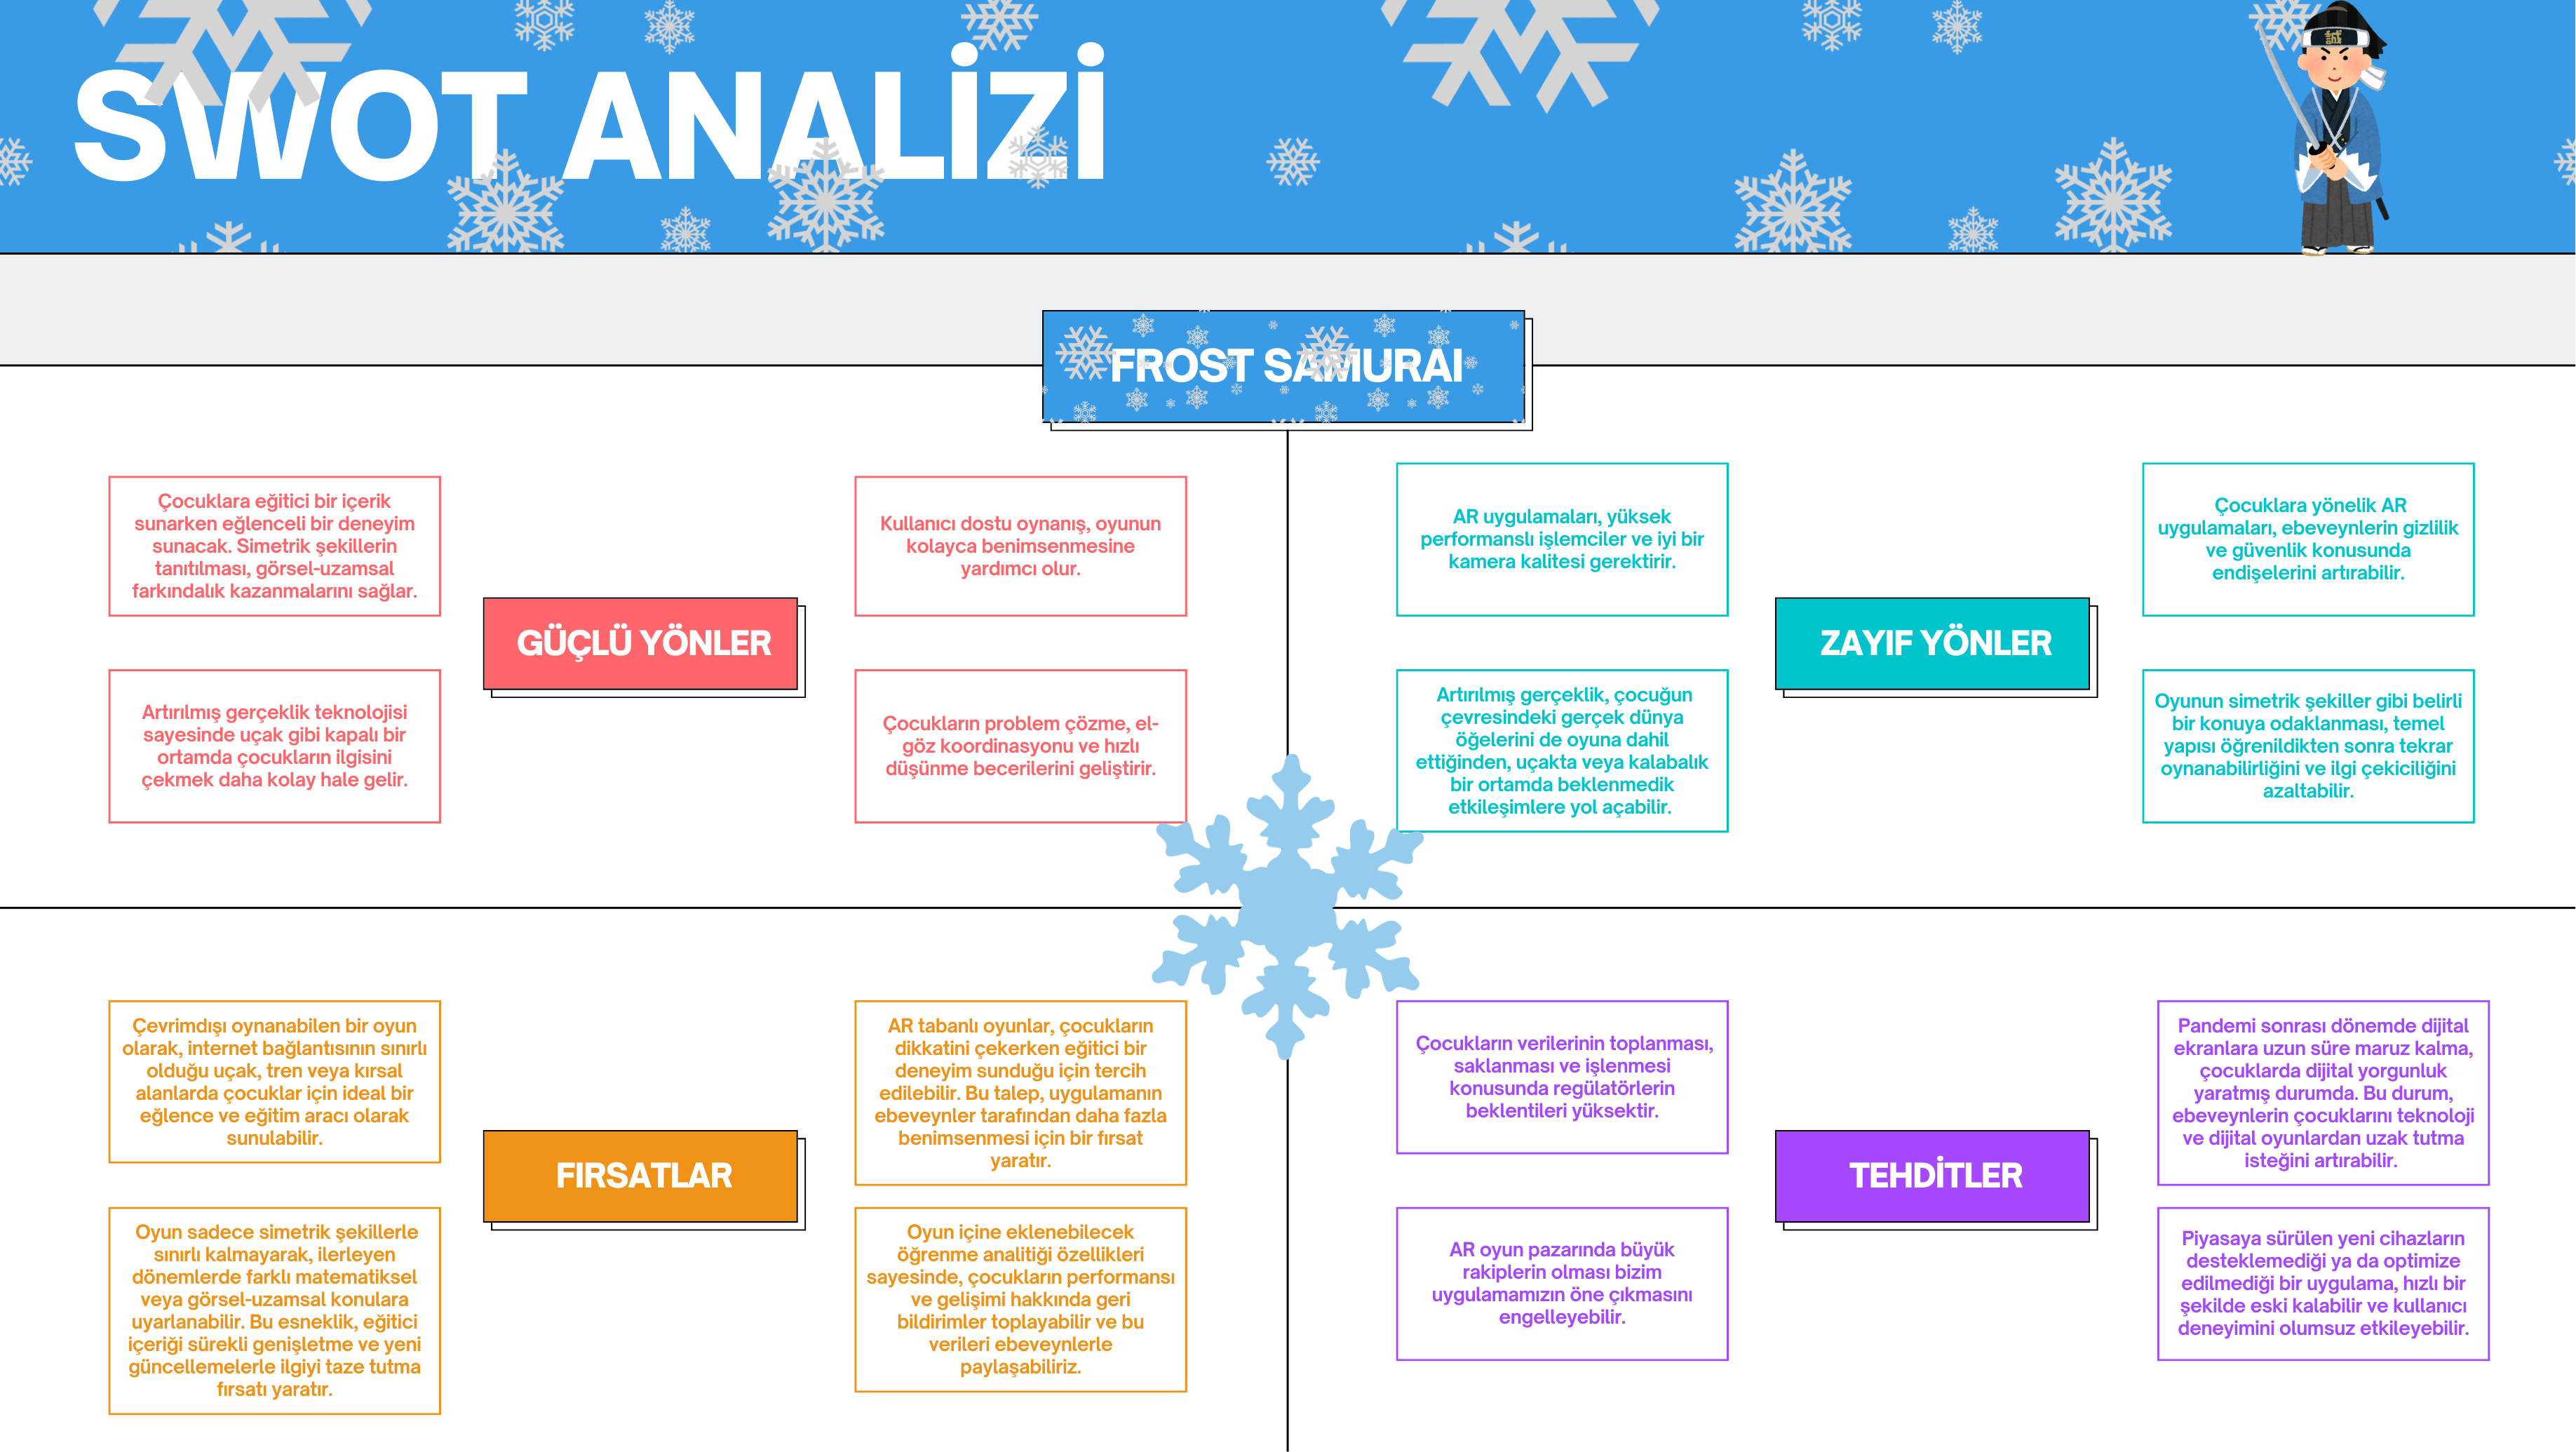 SWOT ANALİZİ
FROST SAMURAI
Çocuklara eğitici bir içerik
sunarken eğlenceli bir deneyim
sunacak. Simetrik şekillerin
tanıtılması, görsel-uzamsal
farkındalık kazanmalarını sağlar.
Kullanıcı dostu oynanış, oyunun
kolayca benimsenmesine
yardımcı olur.
GÜÇLÜ YÖNLER
Artırılmış gerçeklik teknolojisi
sayesinde uçak gibi kapalı bir
ortamda çocukların ilgisini
çekmek daha kolay hale gelir.
Çocukların problem çözme, el-
göz koordinasyonu ve hızlı
düşünme becerilerini geliştirir.
AR uygulamaları, yüksek
performanslı işlemciler ve iyi bir
kamera kalitesi gerektirir.
Çocuklara yönelik AR
uygulamaları, ebeveynlerin gizlilik
ve güvenlik konusunda
endişelerini artırabilir.
ZAYIF YÖNLER
Artırılmış gerçeklik, çocuğun
çevresindeki gerçek dünya
öğelerini de oyuna dahil
ettiğinden, uçakta veya kalabalık
bir ortamda beklenmedik
etkileşimlere yol açabilir.
Oyunun simetrik şekiller gibi belirli
bir konuya odaklanması, temel
yapısı öğrenildikten sonra tekrar
oynanabilirliğini ve ilgi çekiciliğini
azaltabilir.
Çevrimdışı oynanabilen bir oyun
olarak, internet bağlantısının sınırlı
olduğu uçak, tren veya kırsal
alanlarda çocuklar için ideal bir
eğlence ve eğitim aracı olarak
sunulabilir.
AR tabanlı oyunlar, çocukların
dikkatini çekerken eğitici bir
deneyim sunduğu için tercih
edilebilir. Bu talep, uygulamanın
ebeveynler tarafından daha fazla
benimsenmesi için bir fırsat
yaratır.
FIRSATLAR
Oyun sadece simetrik şekillerle
sınırlı kalmayarak, ilerleyen
dönemlerde farklı matematiksel
veya görsel-uzamsal konulara
uyarlanabilir. Bu esneklik, eğitici
içeriği sürekli genişletme ve yeni
güncellemelerle ilgiyi taze tutma
fırsatı yaratır.
Oyun içine eklenebilecek
öğrenme analitiği özellikleri
sayesinde, çocukların performansı
ve gelişimi hakkında geri
bildirimler toplayabilir ve bu
verileri ebeveynlerle
paylaşabiliriz.
Çocukların verilerinin toplanması,
saklanması ve işlenmesi
konusunda regülatörlerin
beklentileri yüksektir.
Pandemi sonrası dönemde dijital
ekranlara uzun süre maruz kalma,
çocuklarda dijital yorgunluk
yaratmış durumda. Bu durum,
ebeveynlerin çocuklarını teknoloji
ve dijital oyunlardan uzak tutma
isteğini artırabilir.
TEHDİTLER
AR oyun pazarında büyük
rakiplerin olması bizim
uygulamamızın öne çıkmasını
engelleyebilir.
Piyasaya sürülen yeni cihazların
desteklemediği ya da optimize
edilmediği bir uygulama, hızlı bir
şekilde eski kalabilir ve kullanıcı
deneyimini olumsuz etkileyebilir.